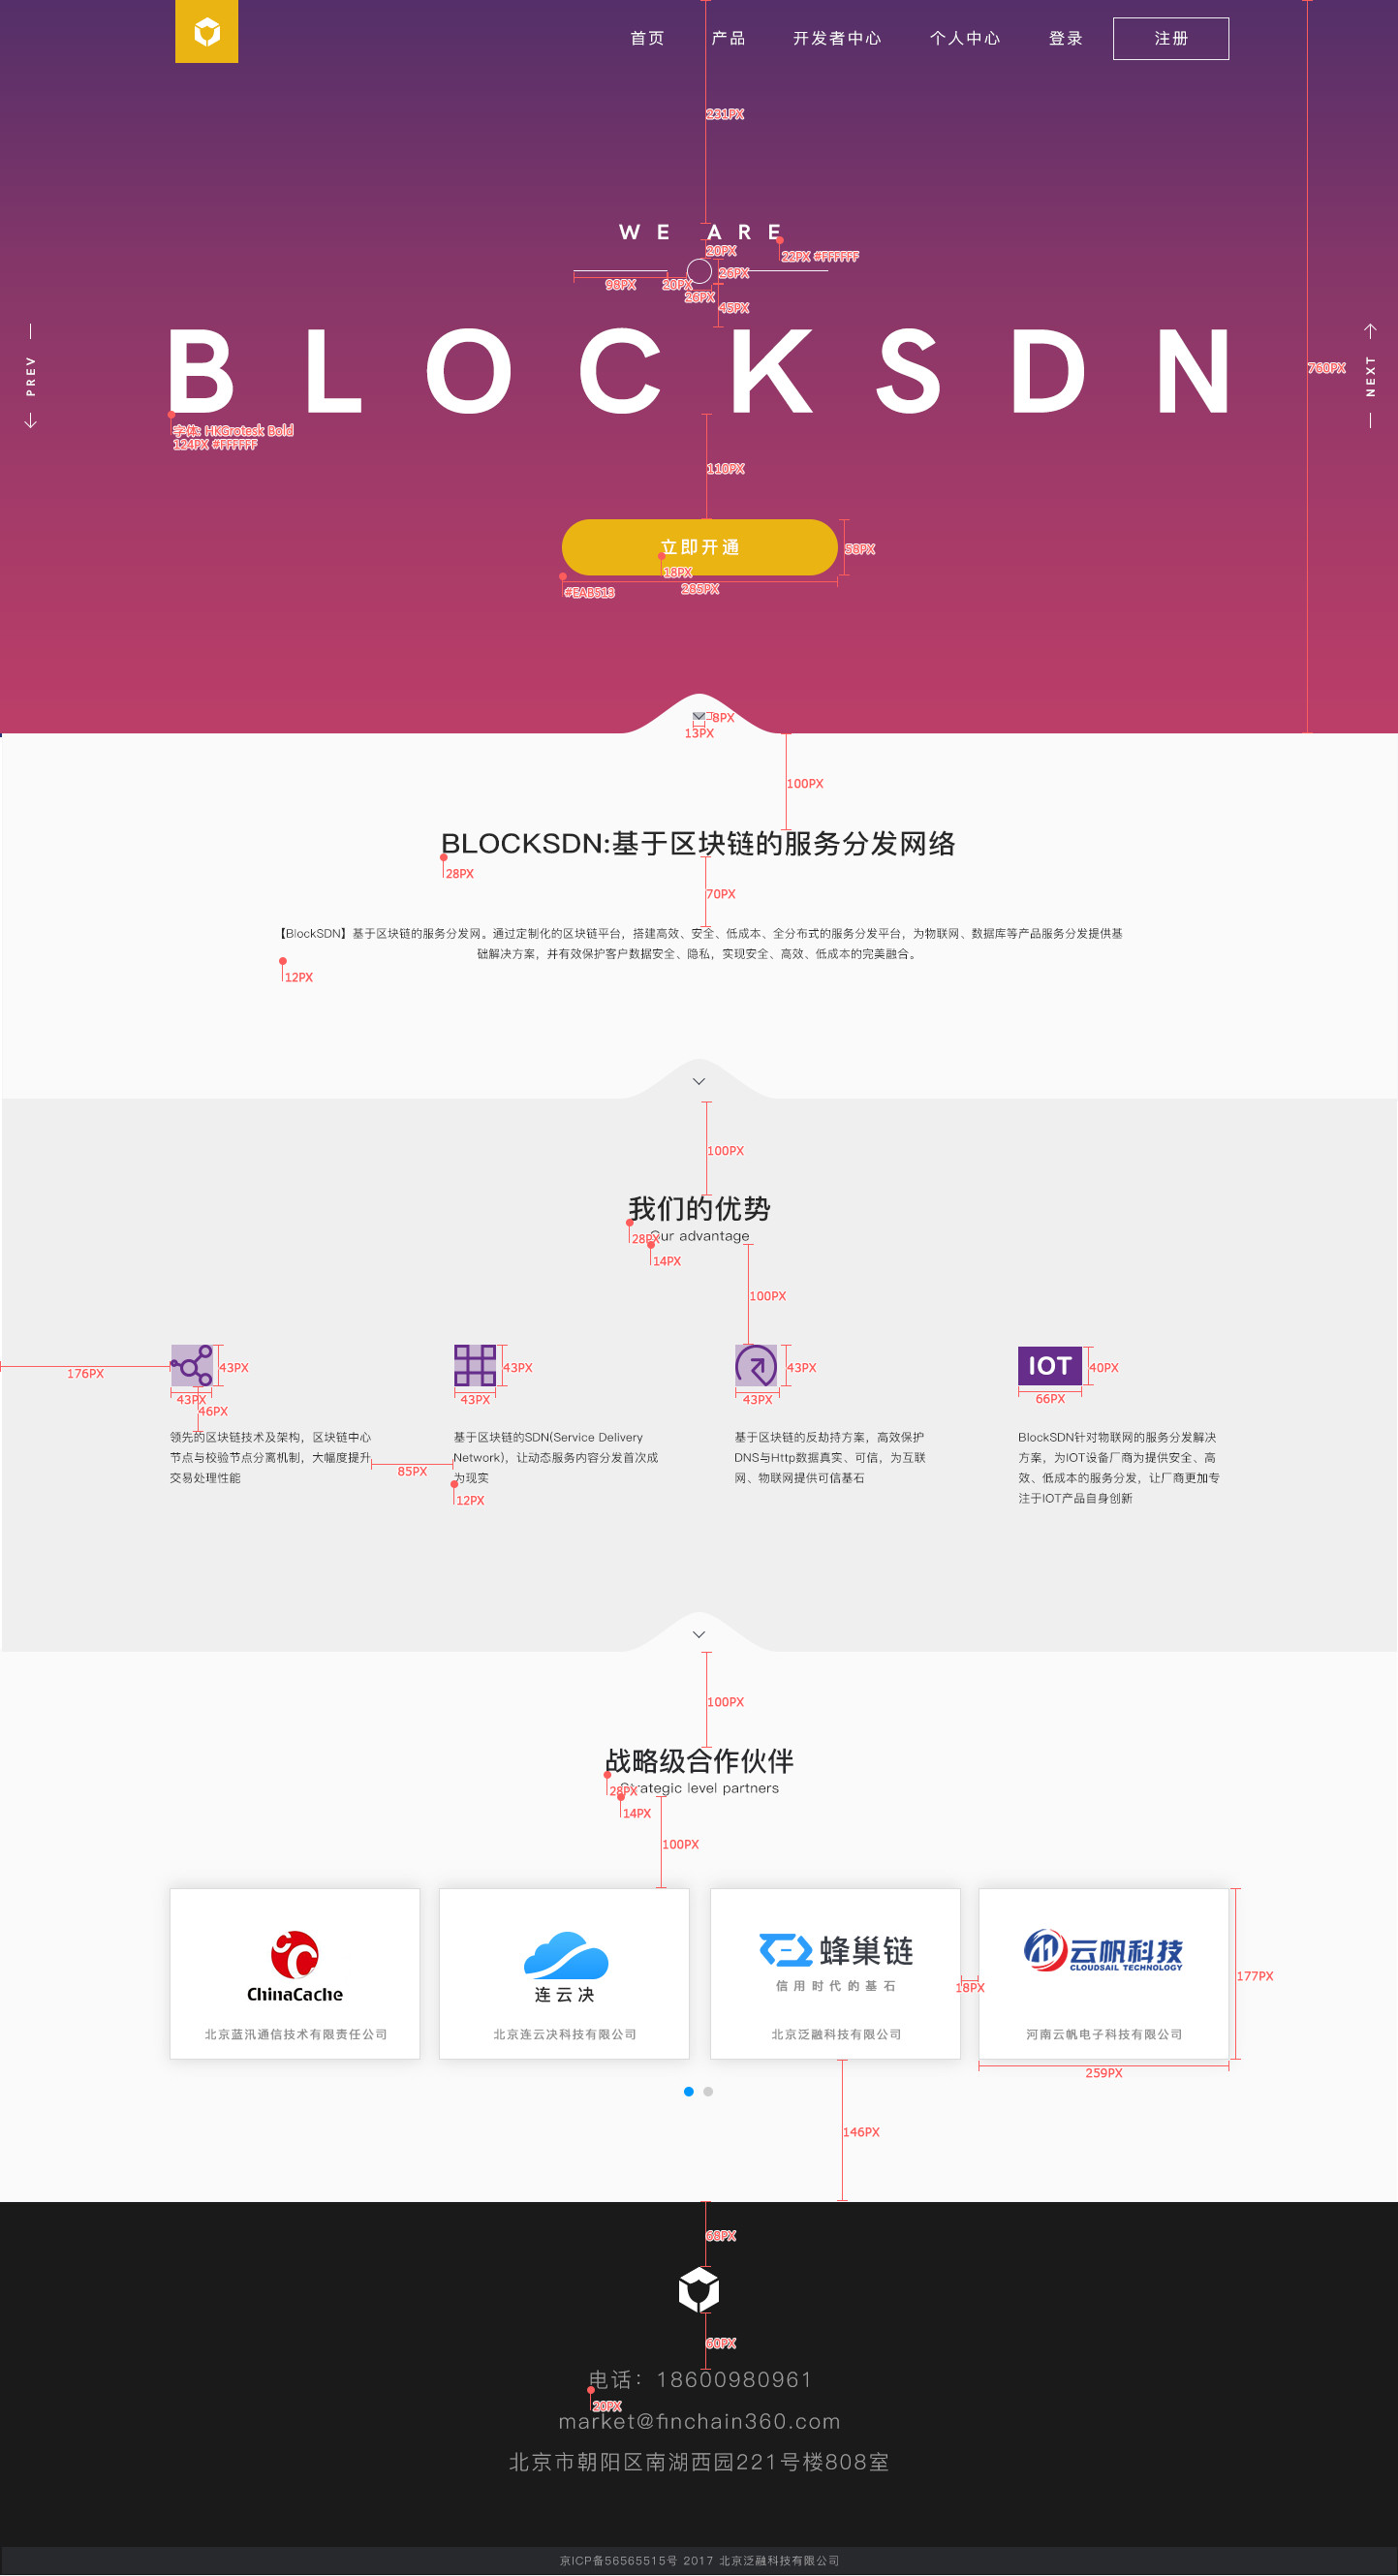 首页 产品 开发者中心 个人中心 登录 注册
231PX
WE ARE
20PX
22PX #FFFFFF
98PX 20PX 26PX
26PX
45PX
PREV
BLOCKSDN
NEXT
760PX
字体: HKGrotesk Bold
124PX #FFFFFF
110PX
立即开通
58PX
18PX
285PX
#EAB513
8PX
13PX
100PX
BLOCKSDN:基于区块链的服务分发网络
28PX
70PX
【BlockSDN】基于区块链的服务分发网。通过定制化的区块链平台，搭建高效、安全、低成本、全分布式的服务分发平台，为物联网、数据库等产品服务分发提供基
础解决方案，并有效保护客户数据安全、隐私，实现安全、高效、低成本的完美融合。
12PX
100PX
我们的优势
28PX
Our advantage
14PX
100PX
176PX
43PX 43PX 43PX 40PX
IOT
43PX 43PX 43PX 66PX
46PX
领先的区块链技术及架构，区块链中心
节点与校验节点分离机制，大幅度提升
交易处理性能
85PX
基于区块链的SDN(Service Delivery
Network)，让动态服务内容分发首次成
为现实
12PX
基于区块链的反劫持方案，高效保护
DNS与Http数据真实、可信，为互联
网、物联网提供可信基石
BlockSDN针对物联网的服务分发解决
方案，为IOT设备厂商为提供安全、高
效、低成本的服务分发，让厂商更加专
注于IOT产品自身创新
100PX
战略级合作伙伴
28PX
Strategic level partners
14PX
100PX
ChinaCache
北京蓝汛通信技术有限责任公司
连云决
北京连云决科技有限公司
蜂巢链
信用时代的基石
北京泛融科技有限公司
18PX
云帆科技
CLOUDSAIL TECHNOLOGY
河南云帆电子科技有限公司
177PX
259PX
146PX
68PX
60PX
电话：18600980961
20PX
market@finchain360.com
北京市朝阳区南湖西园221号楼808室
京ICP备56565515号 2017 北京泛融科技有限公司